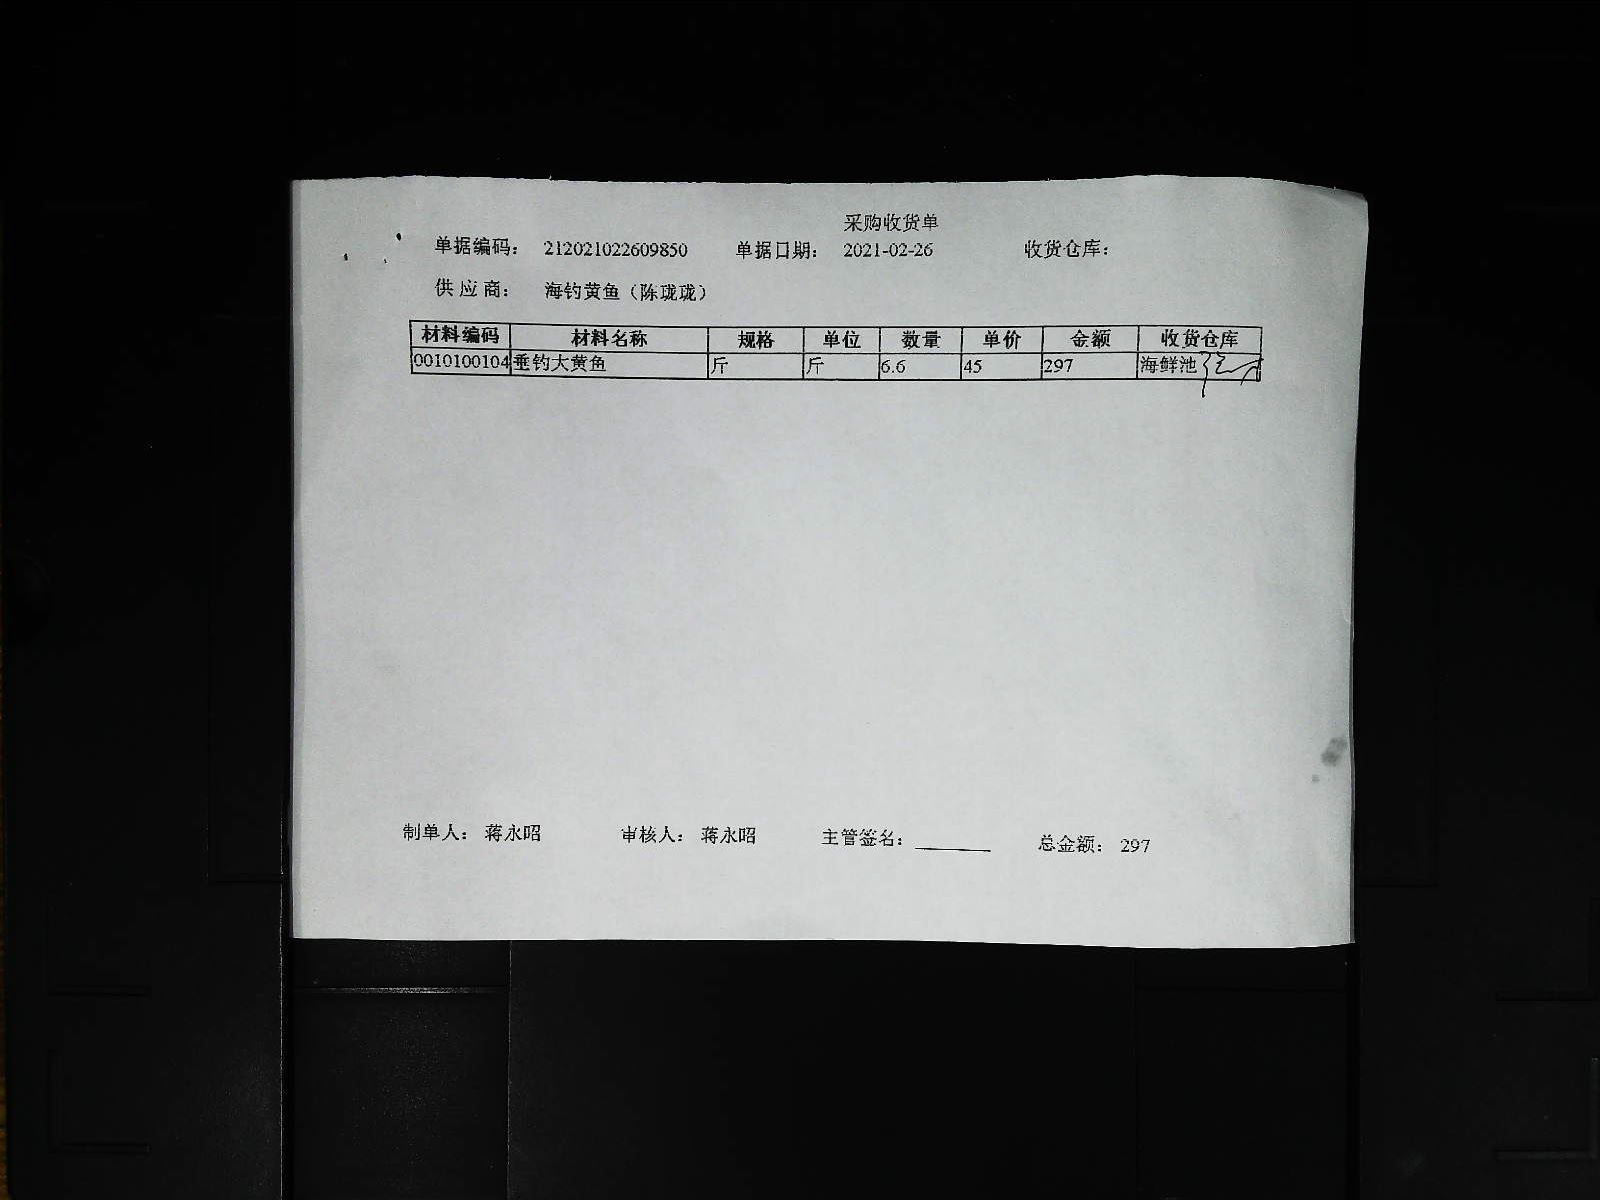 采购收货单
单据编码： 212021022609850 单据日期： 2021-02-26 收货仓库：
供 应 商： 海钓黄鱼（陈珑珑）
材料编码 材料名称 规格 单位 数量 单价 金额 收货仓库
0010100104 垂钓大黄鱼 斤 斤 6.6 45 297 海鲜池
制单人： 蒋永昭 审核人： 蒋永昭 主管签名： 总金额： 297